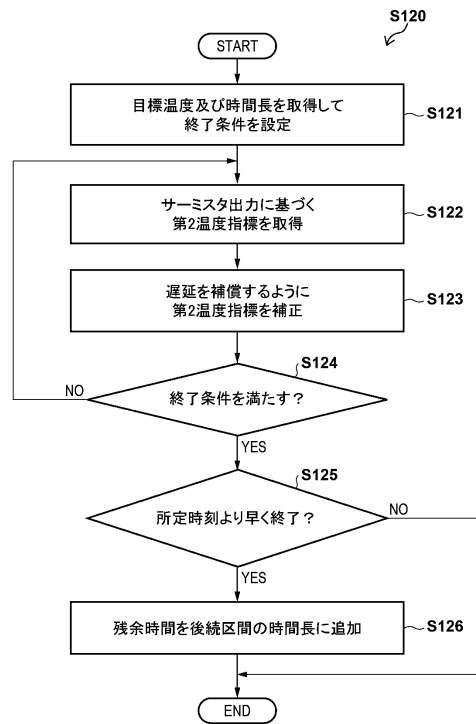 S120
START
目標温度及び時間長を取得して
終了条件を設定
S121
サーミスタ出力に基づく
第2温度指標を取得
S122
遅延を補償するように
第2温度指標を補正
S123
S124
終了条件を満たす？
NO
YES
S125
所定時刻より早く終了？
NO
YES
残余時間を後続区間の時間長に追加
S126
END